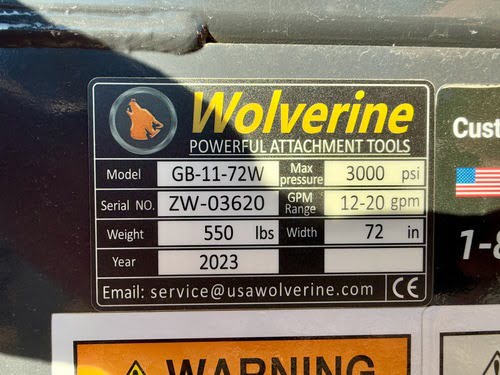 Wolverine
POWERFUL ATTACHMENT TOOLS
Model GB-11-72W Max pressure 3000 psi
Serial NO. ZW-03620 GPM Range 12-20 gpm
Weight 550 lbs Width 72 in
Year 2023
Email: service@usawolverine.com CE
Cust
1-8
WARNING